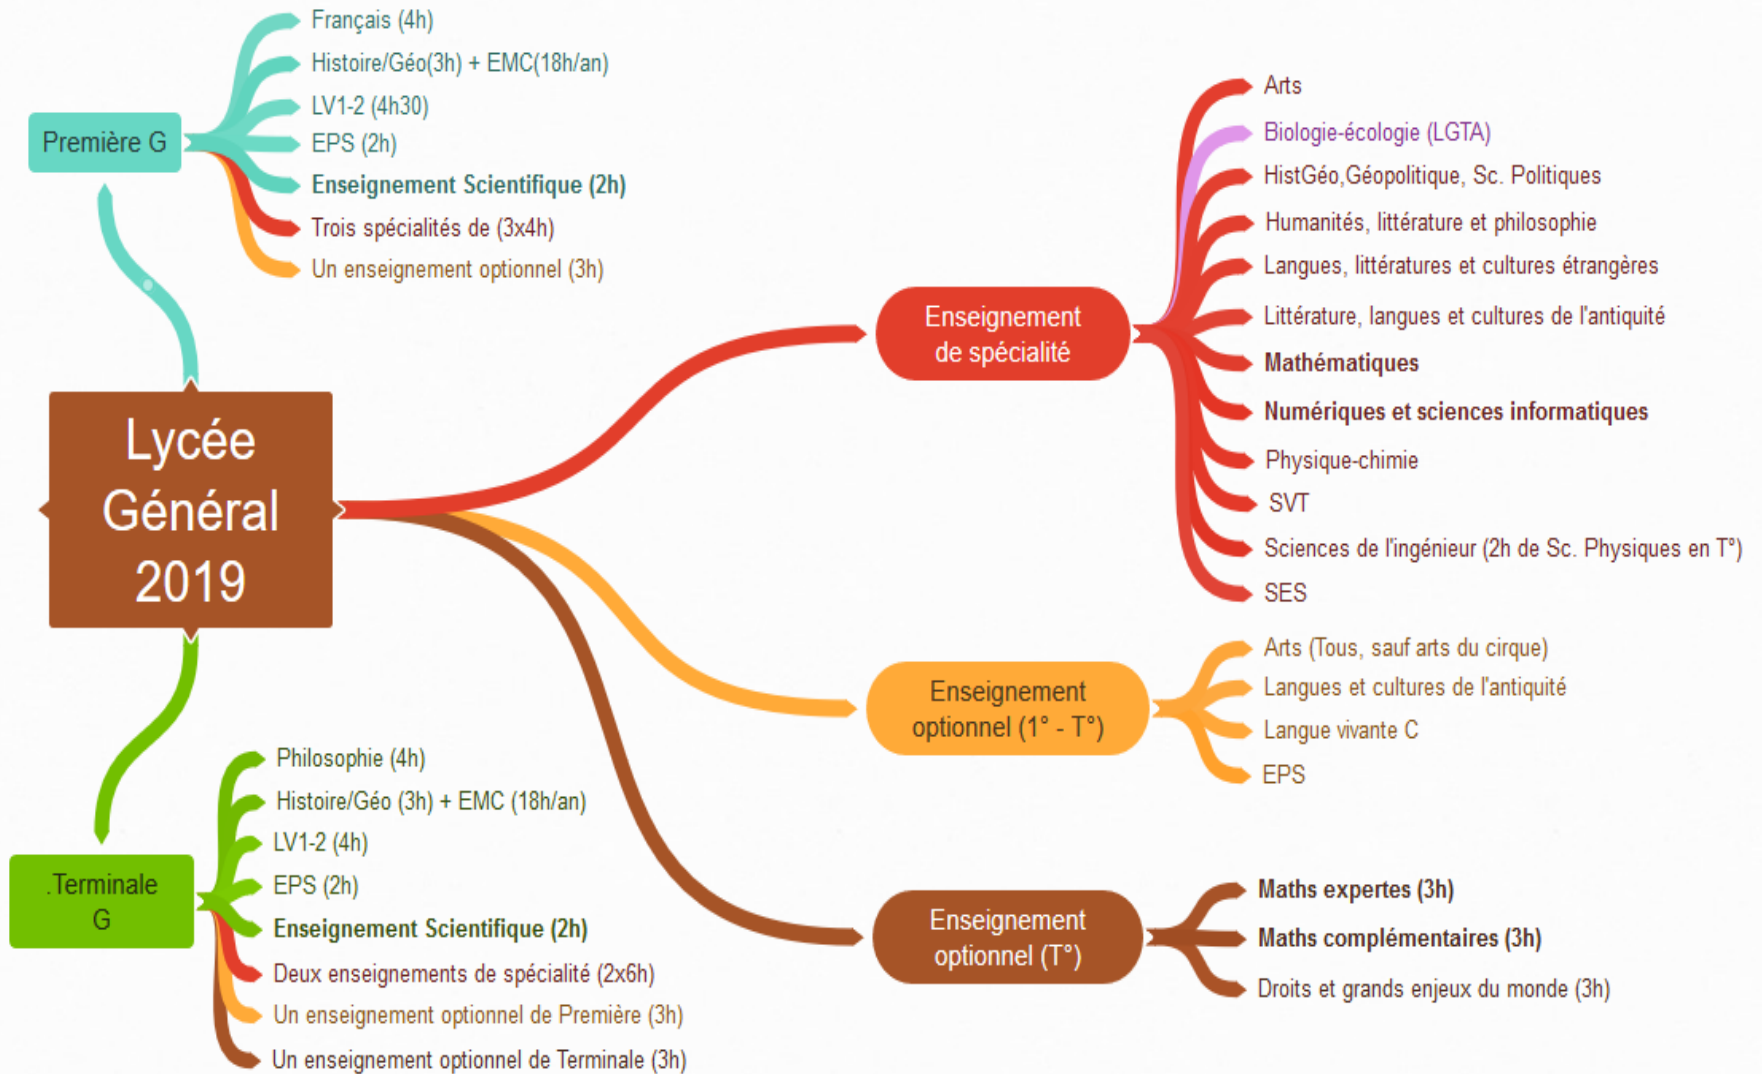 Français (4h)
Histoire/Géo(3h) + EMC(18h/an)
LV1-2 (4h30)
Première G
EPS (2h)
Enseignement Scientifique (2h)
Trois spécialités de (3x4h)
Un enseignement optionnel (3h)
Lycée
Général
2019
Philosophie (4h)
Histoire/Géo (3h) + EMC (18h/an)
LV1-2 (4h)
.Terminale
G
EPS (2h)
Enseignement Scientifique (2h)
Deux enseignements de spécialité (2x6h)
Un enseignement optionnel de Première (3h)
Un enseignement optionnel de Terminale (3h)
Enseignement
de spécialité
Arts
Biologie-écologie (LGTA)
HistGéo,Géopolitique, Sc. Politiques
Humanités, littérature et philosophie
Langues, littératures et cultures étrangères
Littérature, langues et cultures de l'antiquité
Mathématiques
Numériques et sciences informatiques
Physique-chimie
SVT
Sciences de l'ingénieur (2h de Sc. Physiques en T°)
SES
Enseignement
optionnel (1° - T°)
Arts (Tous, sauf arts du cirque)
Langues et cultures de l'antiquité
Langue vivante C
EPS
Enseignement
optionnel (T°)
Maths expertes (3h)
Maths complémentaires (3h)
Droits et grands enjeux du monde (3h)